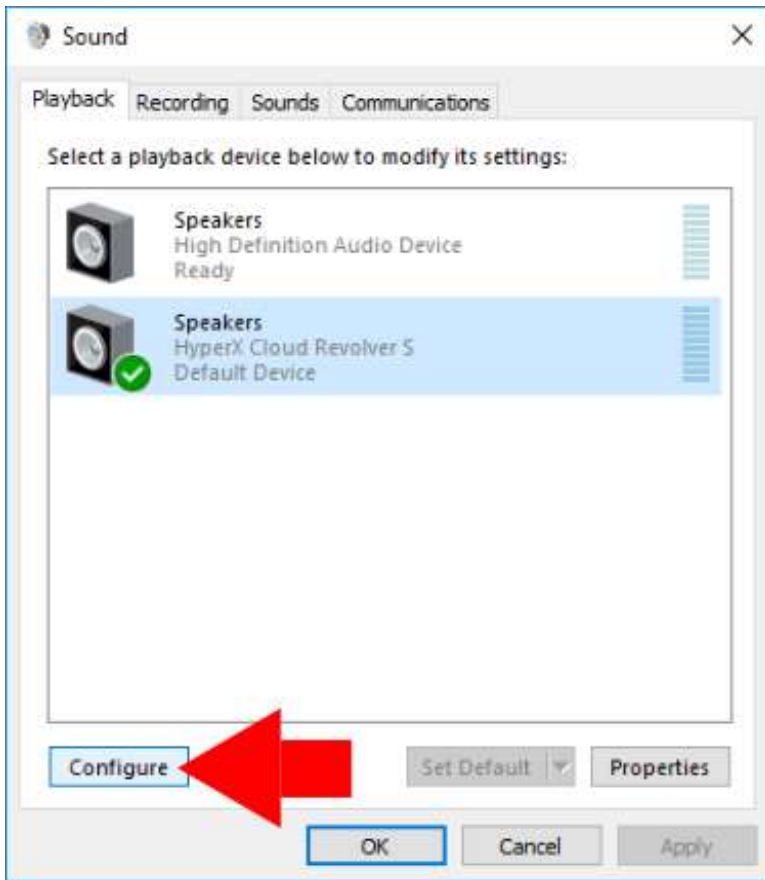 Sound
Playback Recording Sounds Communications
Select a playback device below to modify its settings:
Speakers
High Definition Audio Device
Ready
Speakers
HyperX Cloud Revolver S
Default Device
Configure Set Default Properties
OK Cancel Apply